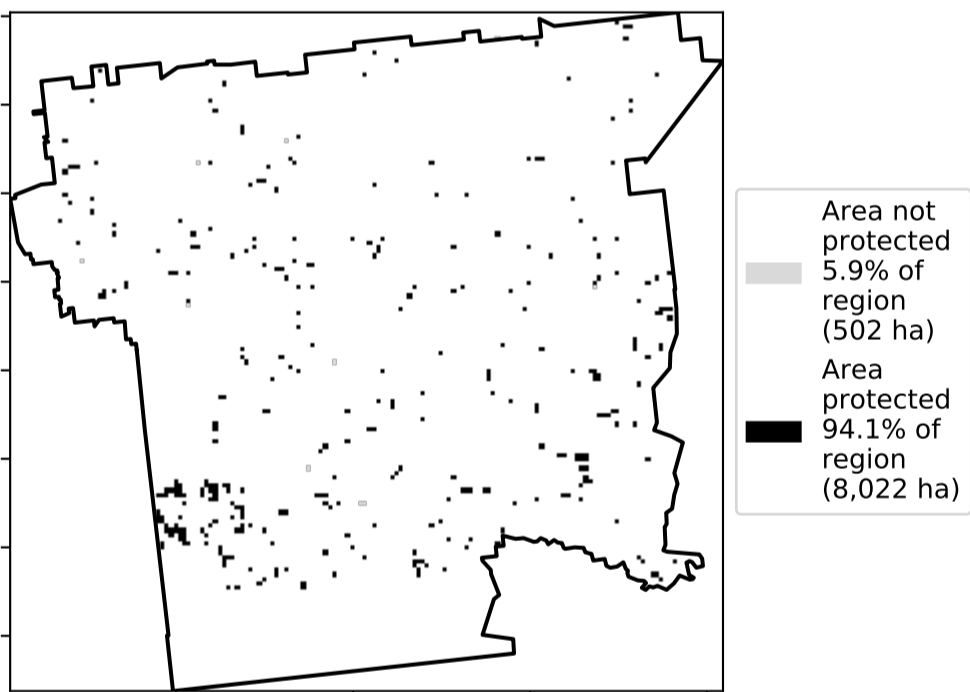 Area not
protected
5.9% of
region
(502 ha)
Area
protected
94.1% of
region
(8,022 ha)